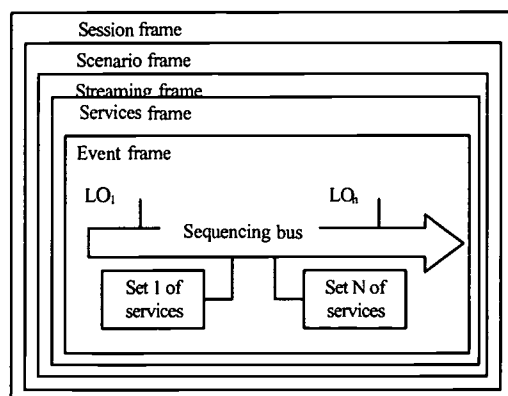 Session frame
Scenario frame
Streaming frame
Services frame
Event frame
LO₁
LOₙ
Sequencing bus
Set 1 of
services
Set N of
services